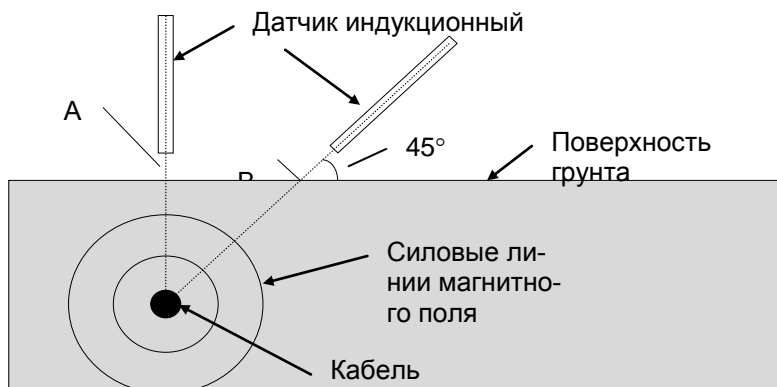 Датчик индукционный
А
45°
Поверхность
грунта
Силовые ли-
нии магнитно-
го поля
Кабель